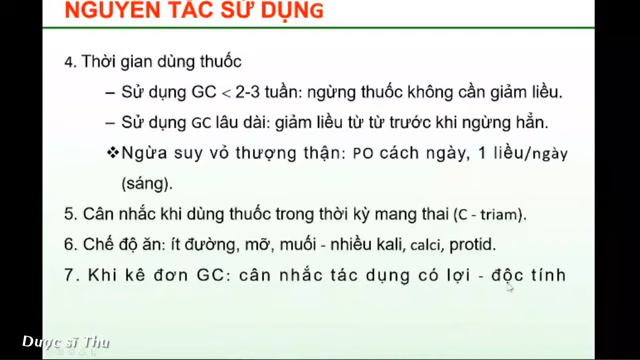 NGUYÊN TẮC SỬ DỤNG
4. Thời gian dùng thuốc
– Sử dụng GC < 2-3 tuần: ngừng thuốc không cần giảm liều.
– Sử dụng GC lâu dài: giảm liều từ từ trước khi ngừng hẳn.
❖Ngừa suy vỏ thượng thận: PO cách ngày, 1 liều/ngày
(sáng).
5. Cân nhắc khi dùng thuốc trong thời kỳ mang thai (C - triam).
6. Chế độ ăn: ít đường, mỡ, muối - nhiều kali, calci, protid.
7. Khi kê đơn GC: cân nhắc tác dụng có lợi - độc tính
Dược sĩ Thu